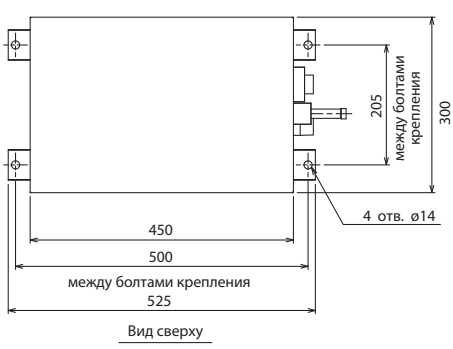 205
между болтами
крепления
300
4 отв. ø14
450
500
между болтами крепления
525
Вид сверху